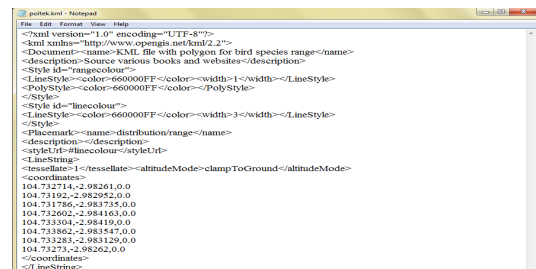 poltek.kml - Notepad
File Edit Format View Help
<?xml version="1.0" encoding="UTF-8"?>
<kml xmlns="http://www.opengis.net/kml/2.2">
<Document><name>KML file with polygon for bird species range</name>
<description>Source various books and websites</description>
<Style id="rangecolour">
<LineStyle><color>660000FF</color><width>1</width></LineStyle>
<PolyStyle><color>660000FF</color></PolyStyle>
</Style>
<Style id="linecolour">
<LineStyle><color>660000FF</color><width>3</width></LineStyle>
</Style>
<Placemark><name>distribution/range</name>
<description></description>
<styleUrl>#linecolour</styleUrl>
<LineString>
<tessellate>1</tessellate><altitudeMode>clampToGround</altitudeMode>
<coordinates>
104.732714,-2.98261,0.0
104.73192,-2.982952,0.0
104.731786,-2.983735,0.0
104.732602,-2.984163,0.0
104.733304,-2.98419,0.0
104.733862,-2.983547,0.0
104.733283,-2.983129,0.0
104.73273,-2.98262,0.0
</coordinates>
</LineString>